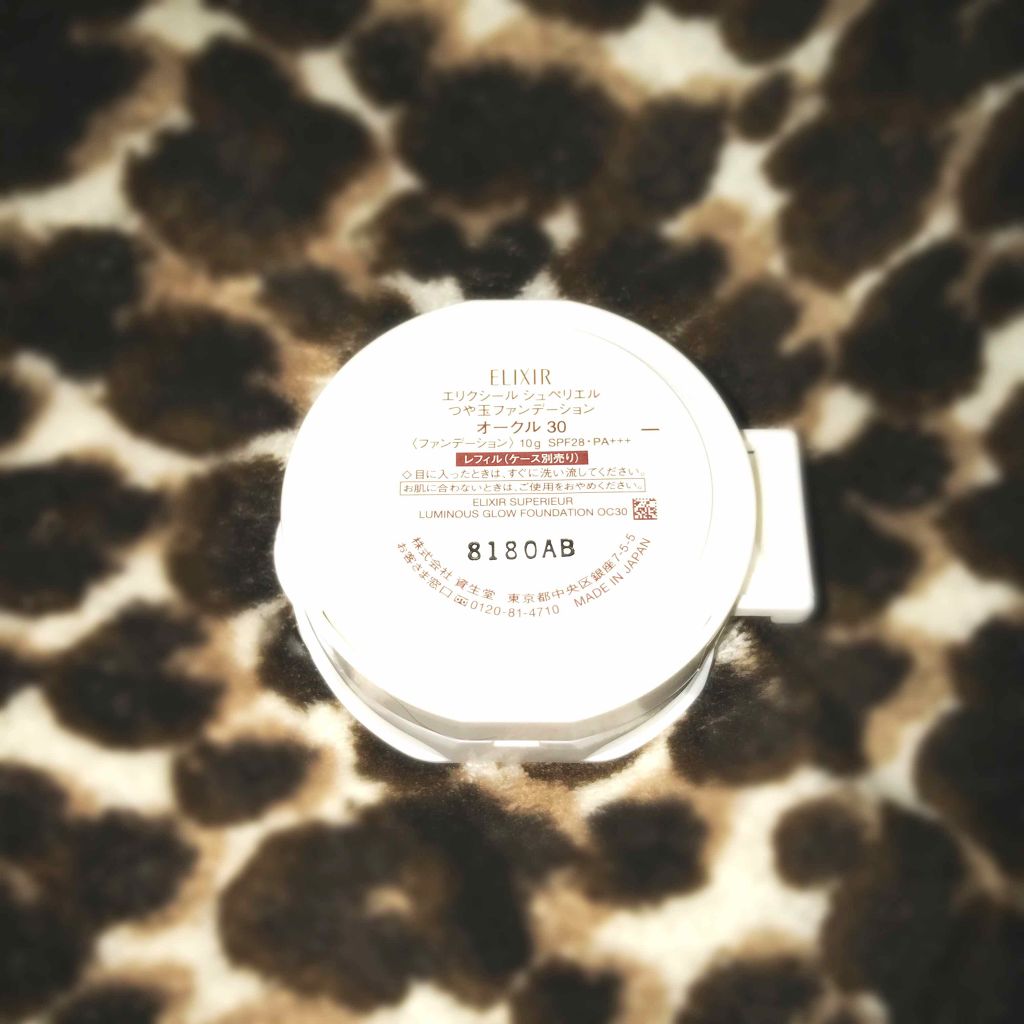 ELIXIR
エリクシール シュペリエル
つや玉ファンデーション
オークル 30
〈ファンデーション〉10g SPF28・PA+++
レフィル(ケース別売り)
◇目に入ったときは、すぐに洗い流してください。
お肌に合わないときは、ご使用をおやめください。
ELIXIR SUPERIEUR
LUMINOUS GLOW FOUNDATION OC30
8180AB
株式会社 資生堂 東京都中央区銀座7-5-5
お客さま窓口 0120-81-4710 MADE IN JAPAN